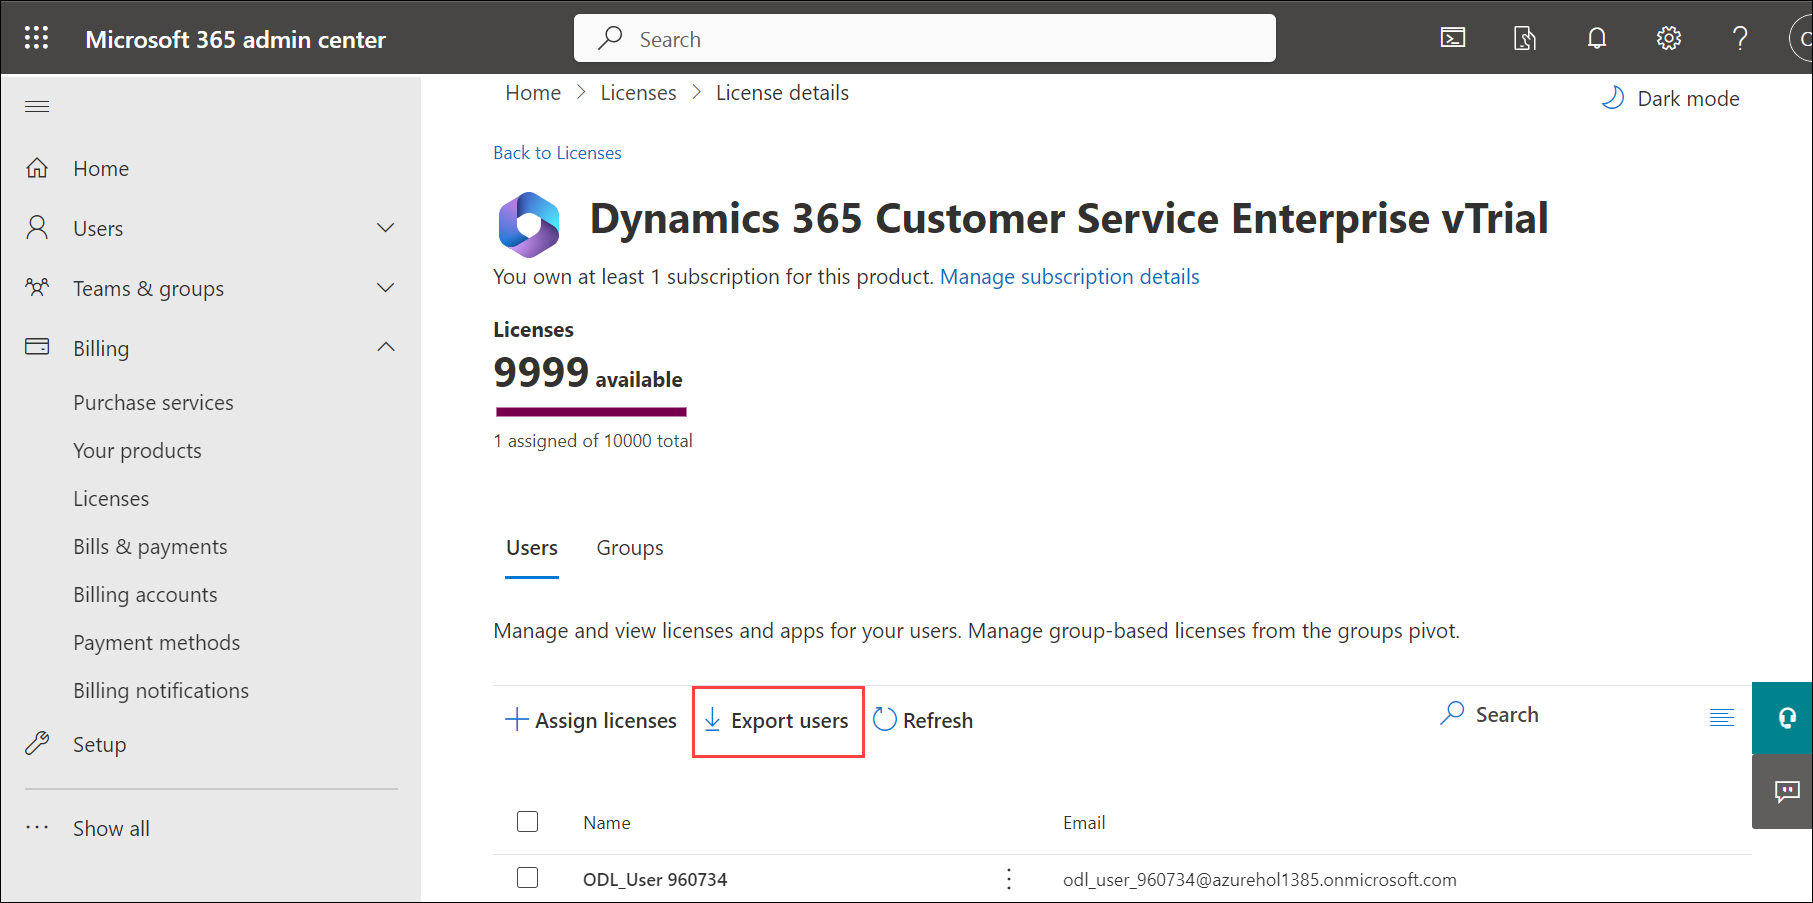 Microsoft 365 admin center
Search
Home > Licenses > License details
Dark mode
Home
Users
Teams & groups
Billing
Purchase services
Your products
Licenses
Bills & payments
Billing accounts
Payment methods
Billing notifications
Setup
Show all
Back to Licenses
Dynamics 365 Customer Service Enterprise vTrial
You own at least 1 subscription for this product. Manage subscription details
Licenses
9999 available
1 assigned of 10000 total
Users Groups
Manage and view licenses and apps for your users. Manage group-based licenses from the groups pivot.
Assign licenses Export users Refresh Search
Name Email
ODL_User 960734 odl_user_960734@azurehol1385.onmicrosoft.com